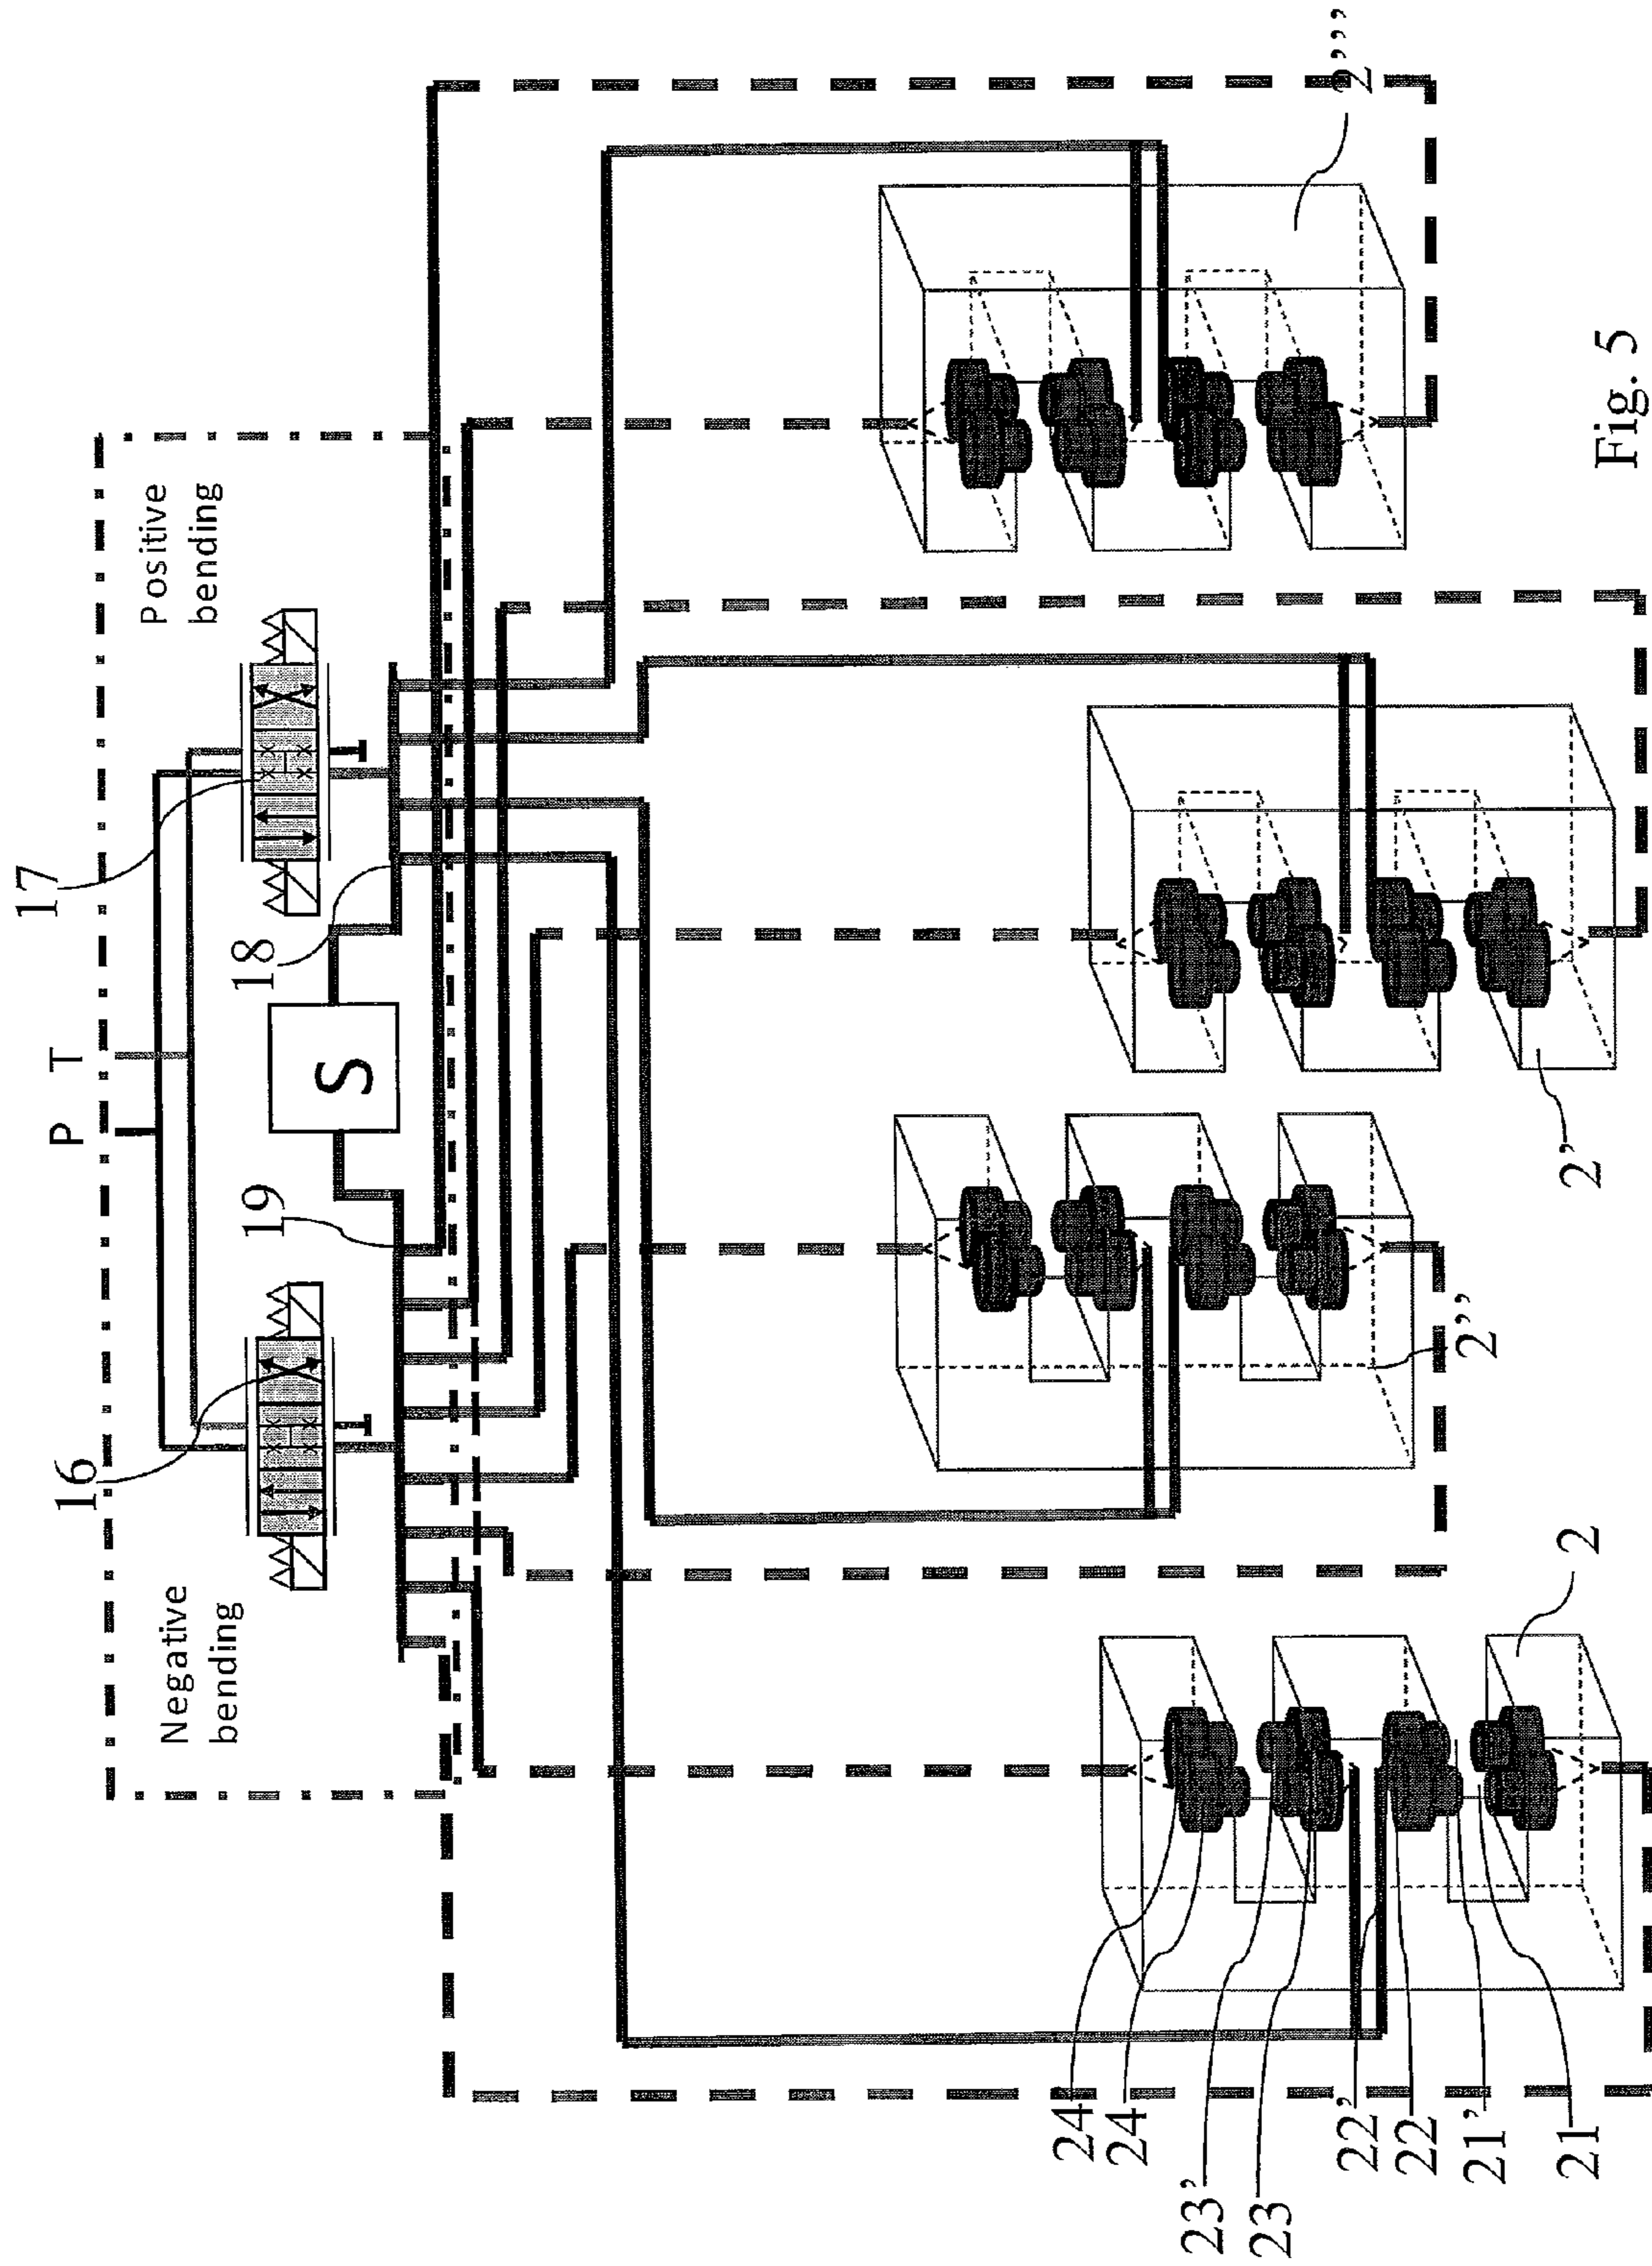 17
16
P T
Negative
bending
Positive
bending
19
18
S
24
24
23’
23
22’
22
21’
21
2
2’’
2’
2’’’’
Fig. 5